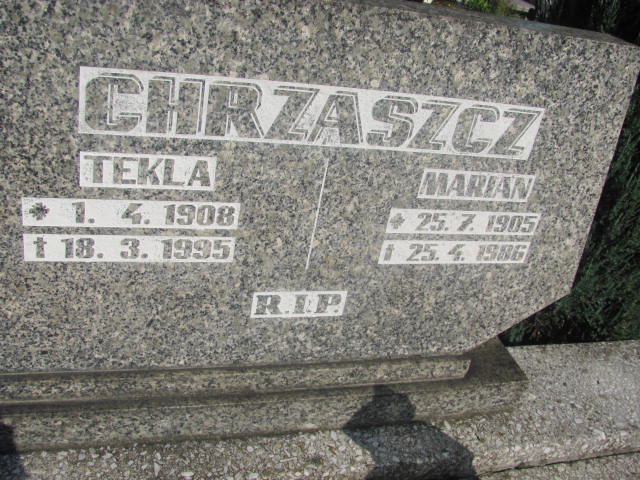 CHRZASZCZ
TEKLA
* 1. 4. 1908
† 18. 3. 1995
MARIAN
* 25. 7. 1905
† 25. 4. 1986
R.I.P.